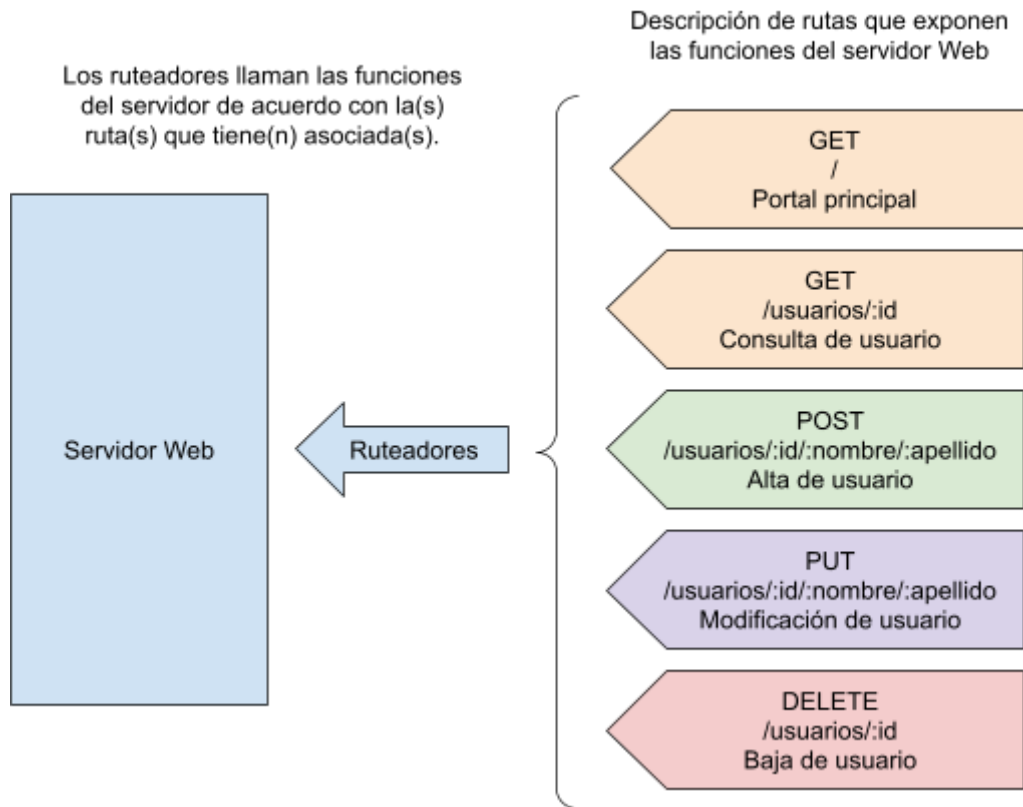 Descripción de rutas que exponen
las funciones del servidor Web
Los ruteadores llaman las funciones
del servidor de acuerdo con la(s)
ruta(s) que tiene(n) asociada(s).
Servidor Web
Ruteadores
GET
/
Portal principal
GET
/usuarios/:id
Consulta de usuario
POST
/usuarios/:id/:nombre/:apellido
Alta de usuario
PUT
/usuarios/:id/:nombre/:apellido
Modificación de usuario
DELETE
/usuarios/:id
Baja de usuario